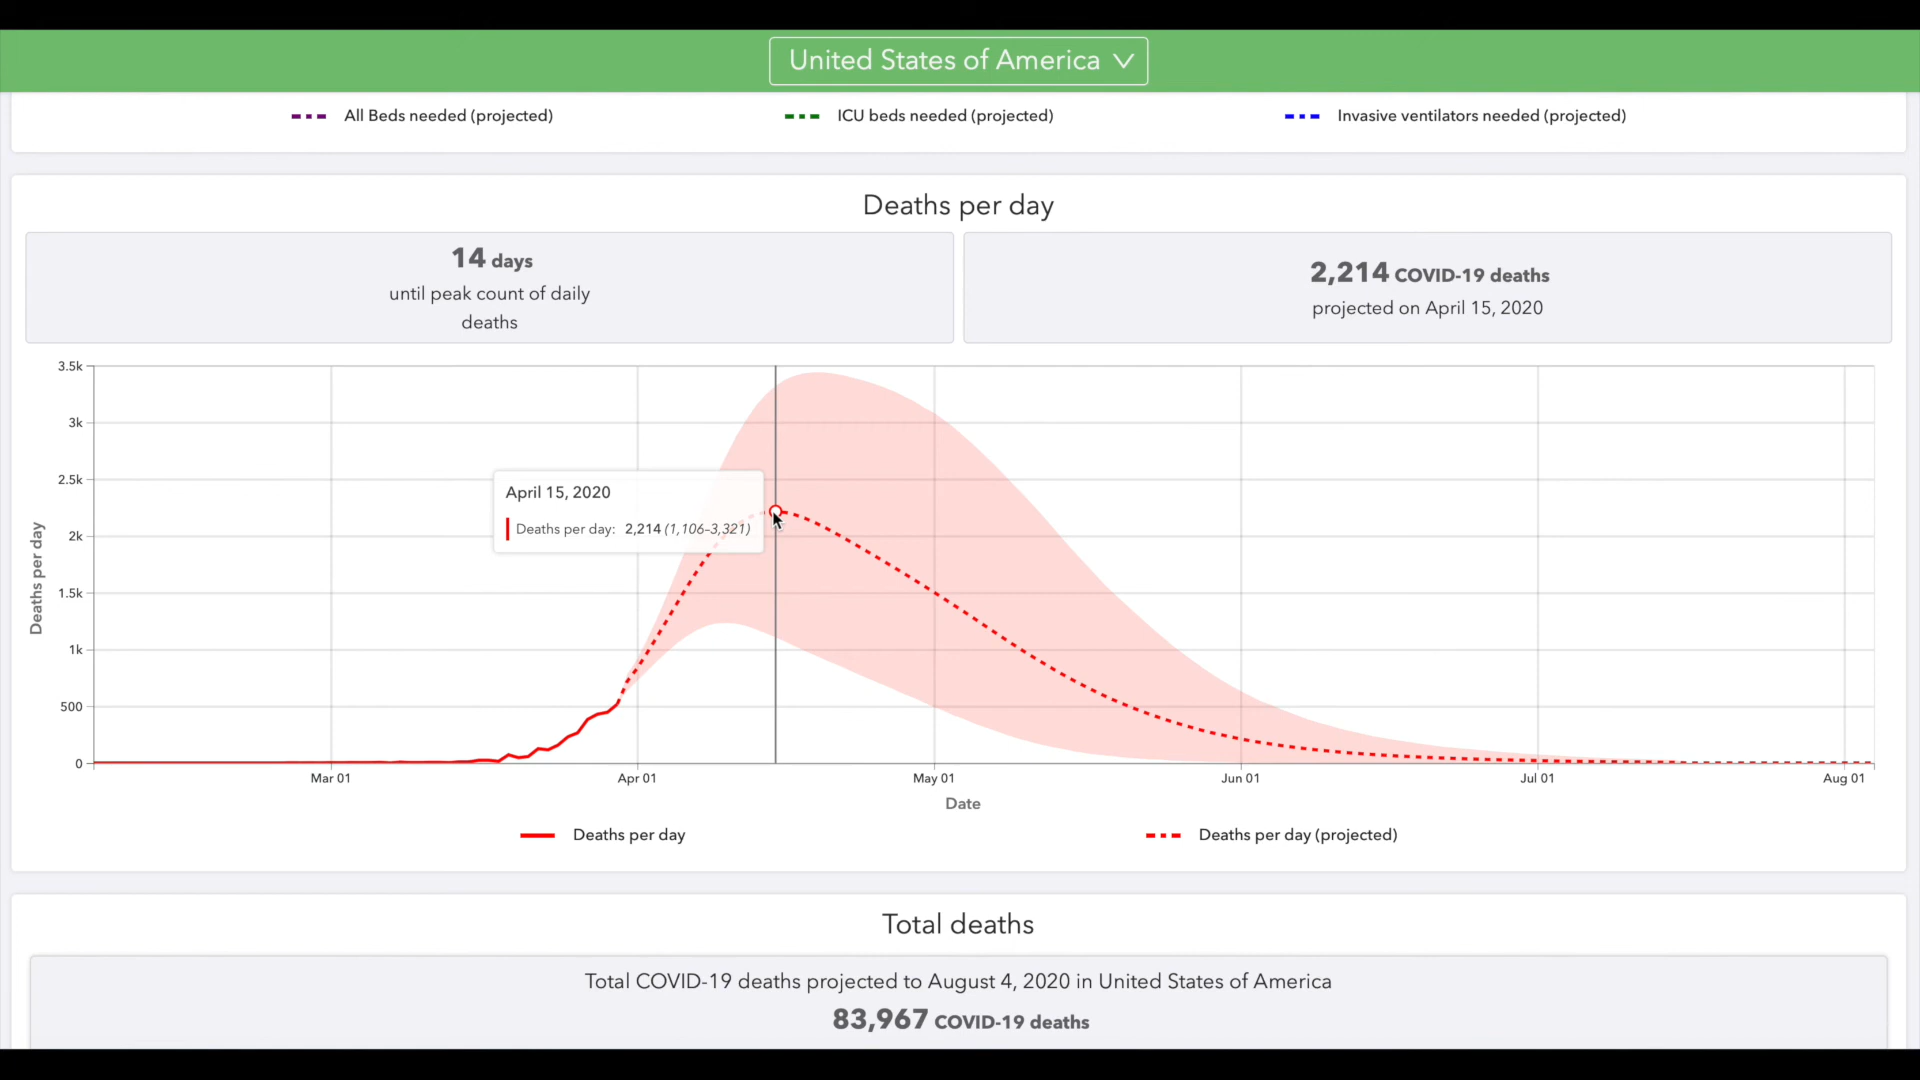 United States of America
All Beds needed (projected)
ICU beds needed (projected)
Invasive ventilators needed (projected)
Deaths per day
14 days
until peak count of daily
deaths
2,214 COVID-19 deaths
projected on April 15, 2020
3.5k
3k
2.5k
2k
1.5k
1k
500
0
Deaths per day
April 15, 2020
Deaths per day: 2,214 (1,106–3,321)
Mar 01
Apr 01
May 01
Jun 01
Jul 01
Aug 01
Date
Deaths per day
Deaths per day (projected)
Total deaths
Total COVID-19 deaths projected to August 4, 2020 in United States of America
83,967 COVID-19 deaths